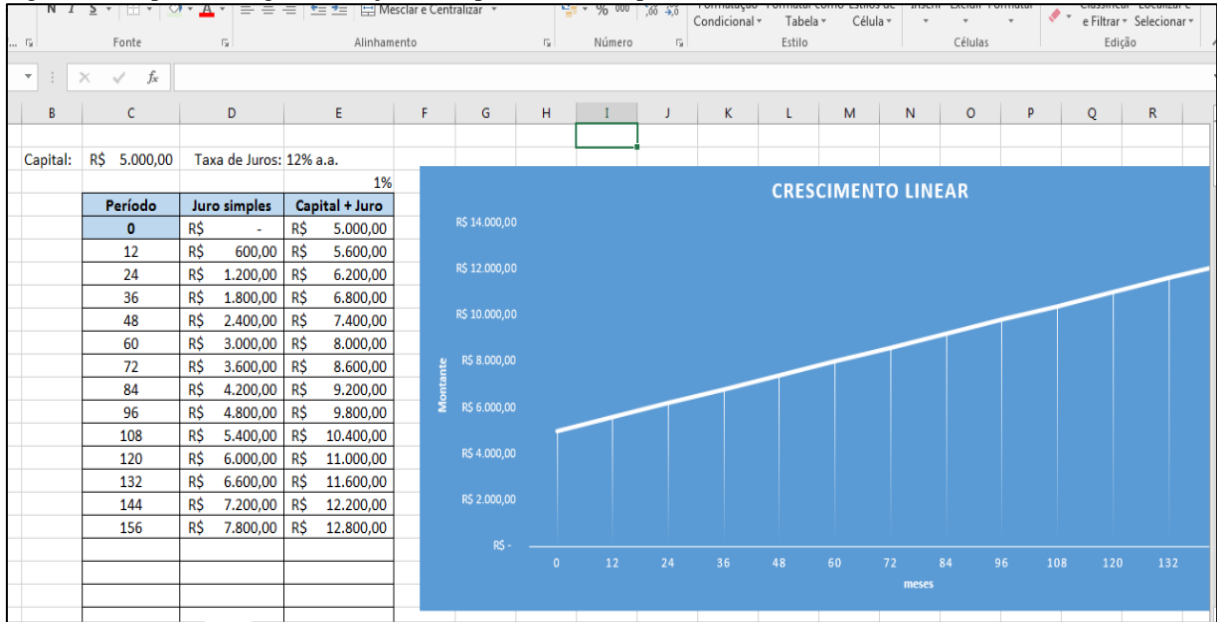 N I S A Mesclar e Centralizar % 000 ,00 ,0
Condicional Tabela Célula e Filtrar Selecionar
... Fonte Alinhamento Número Estilo Células Edição
fx
B C D E F G H I J K L M N O P Q R
Capital: R$ 5.000,00 Taxa de Juros: 12% a.a.
1%
Período Juro simples Capital + Juro
0 R$ - R$ 5.000,00
12 R$ 600,00 R$ 5.600,00
24 R$ 1.200,00 R$ 6.200,00
36 R$ 1.800,00 R$ 6.800,00
48 R$ 2.400,00 R$ 7.400,00
60 R$ 3.000,00 R$ 8.000,00
72 R$ 3.600,00 R$ 8.600,00
84 R$ 4.200,00 R$ 9.200,00
96 R$ 4.800,00 R$ 9.800,00
108 R$ 5.400,00 R$ 10.400,00
120 R$ 6.000,00 R$ 11.000,00
132 R$ 6.600,00 R$ 11.600,00
144 R$ 7.200,00 R$ 12.200,00
156 R$ 7.800,00 R$ 12.800,00
CRESCIMENTO LINEAR
R$ 14.000,00
R$ 12.000,00
R$ 10.000,00
R$ 8.000,00
R$ 6.000,00
R$ 4.000,00
R$ 2.000,00
R$ -
Montante
0 12 24 36 48 60 72 84 96 108 120 132
meses